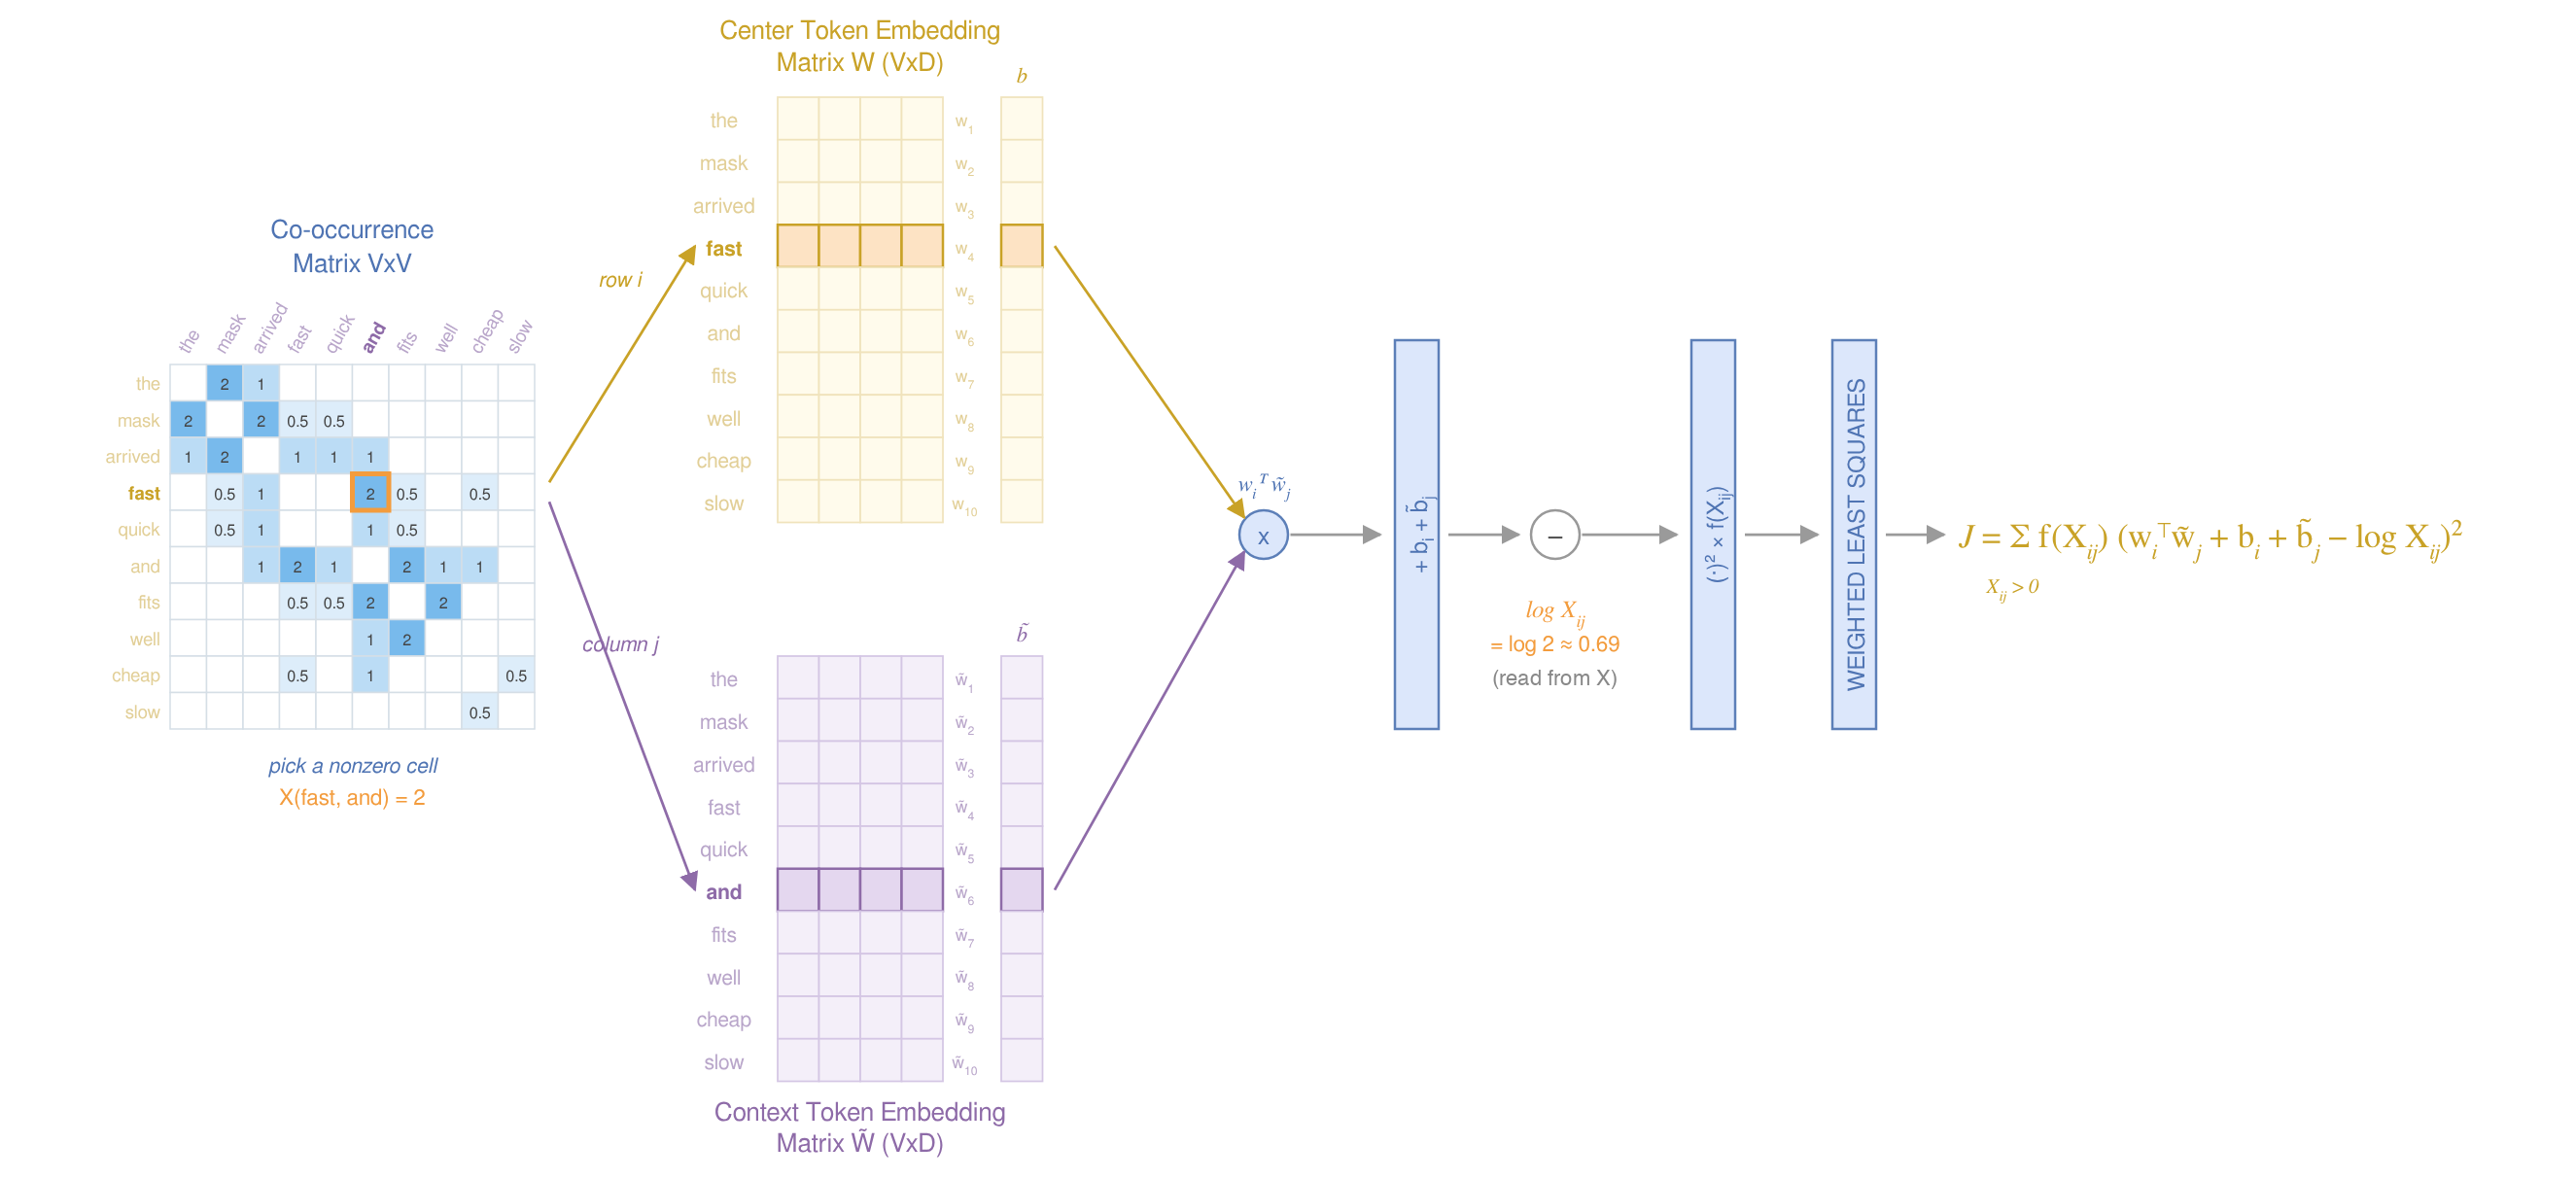 Co-occurrence
Matrix VxV
the mask arrived fast quick and fits well cheap slow
the 2 1
mask 2 2 0.5 0.5
arrived 1 2 1 1 1
fast 0.5 1 2 0.5 0.5
quick 0.5 1 1 0.5
and 1 2 1 2 1 1
fits 0.5 0.5 2 2
well 1 2
cheap 0.5 1 0.5
slow 0.5
pick a nonzero cell
X(fast, and) = 2
row i
column j
Center Token Embedding
Matrix W (VxD)
b
the w1
mask w2
arrived w3
fast w4
quick w5
and w6
fits w7
well w8
cheap w9
slow w10
b̃
the w̃1
mask w̃2
arrived w̃3
fast w̃4
quick w̃5
and w̃6
fits w̃7
well w̃8
cheap w̃9
slow w̃10
Context Token Embedding
Matrix W̃ (VxD)
wiT w̃j
x
+ bi + b̃j
–
log Xij
= log 2 ≈ 0.69
(read from X)
(·)² × f(Xij)
WEIGHTED LEAST SQUARES
J = Σ f(Xij) (wi⊤w̃j + bi + b̃j − log Xij)²
Xij > 0